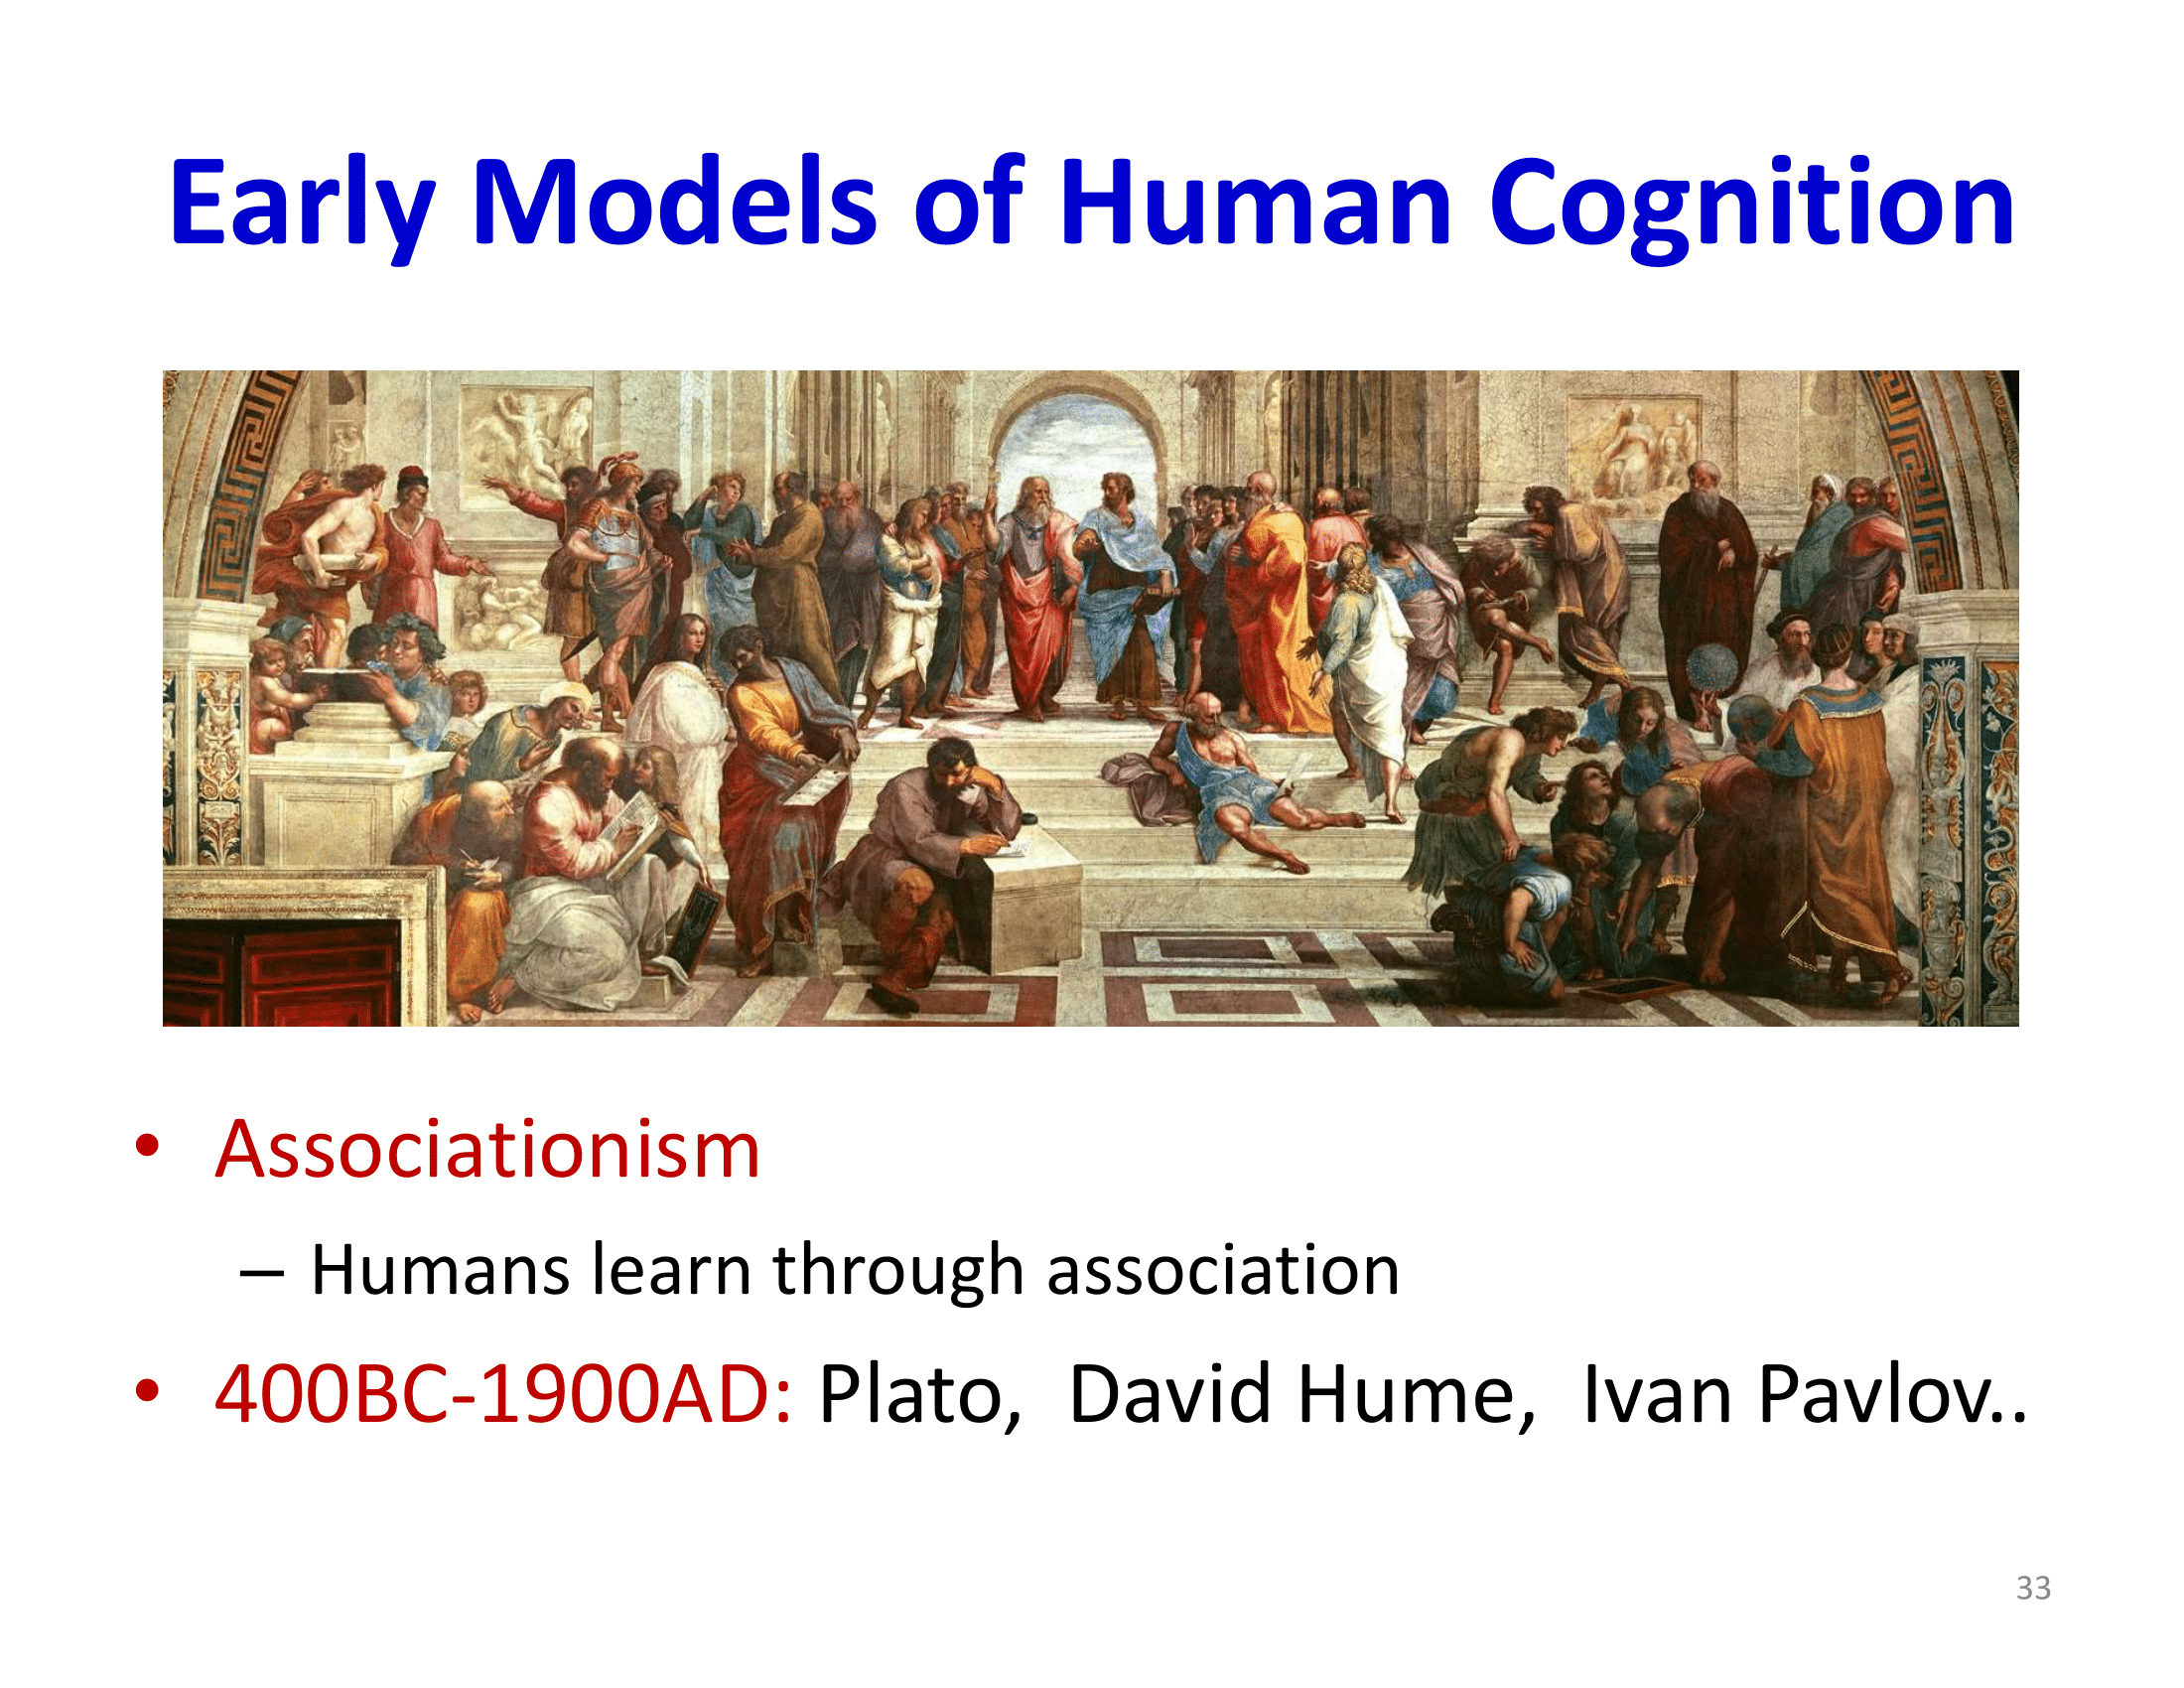 Early Models of Human Cognition
• Associationism
– Humans learn through association
• 400BC-1900AD: Plato, David Hume, Ivan Pavlov..
33